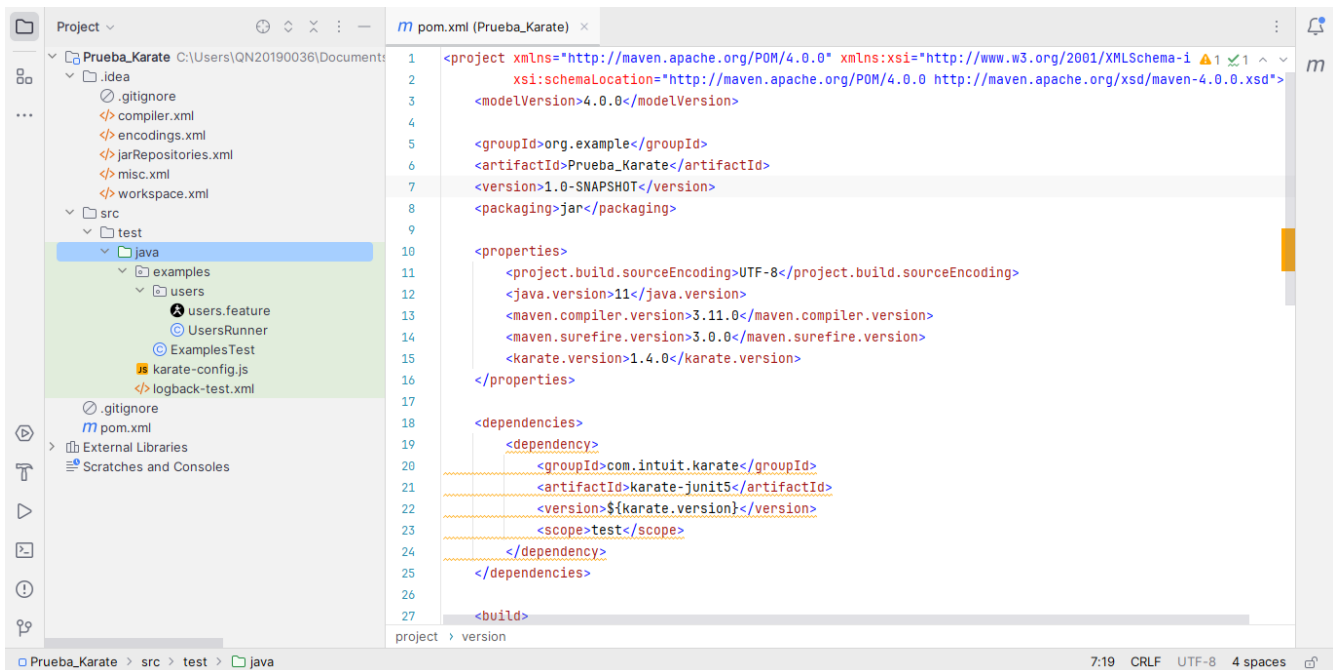 Project
pom.xml (Prueba_Karate)
Prueba_Karate C:\Users\QN20190036\Documents
.idea
.gitignore
compiler.xml
encodings.xml
jarRepositories.xml
misc.xml
workspace.xml
src
test
java
examples
users
users.feature
UsersRunner
ExamplesTest
JS karate-config.js
logback-test.xml
.gitignore
m pom.xml
External Libraries
Scratches and Consoles
1 <project xmlns="http://maven.apache.org/POM/4.0.0" xmlns:xsi="http://www.w3.org/2001/XMLSchema-i 1 1
2 xsi:schemaLocation="http://maven.apache.org/POM/4.0.0 http://maven.apache.org/xsd/maven-4.0.0.xsd">
3 <modelVersion>4.0.0</modelVersion>
4
5 <groupId>org.example</groupId>
6 <artifactId>Prueba_Karate</artifactId>
7 <version>1.0-SNAPSHOT</version>
8 <packaging>jar</packaging>
9
10 <properties>
11 <project.build.sourceEncoding>UTF-8</project.build.sourceEncoding>
12 <java.version>11</java.version>
13 <maven.compiler.version>3.11.0</maven.compiler.version>
14 <maven.surefire.version>3.0.0</maven.surefire.version>
15 <karate.version>1.4.0</karate.version>
16 </properties>
17
18 <dependencies>
19 <dependency>
20 <groupId>com.intuit.karate</groupId>
21 <artifactId>karate-junit5</artifactId>
22 <version>${karate.version}</version>
23 <scope>test</scope>
24 </dependency>
25 </dependencies>
26
27 <build>
project > version
Prueba_Karate > src > test > java
7:19 CRLF UTF-8 4 spaces